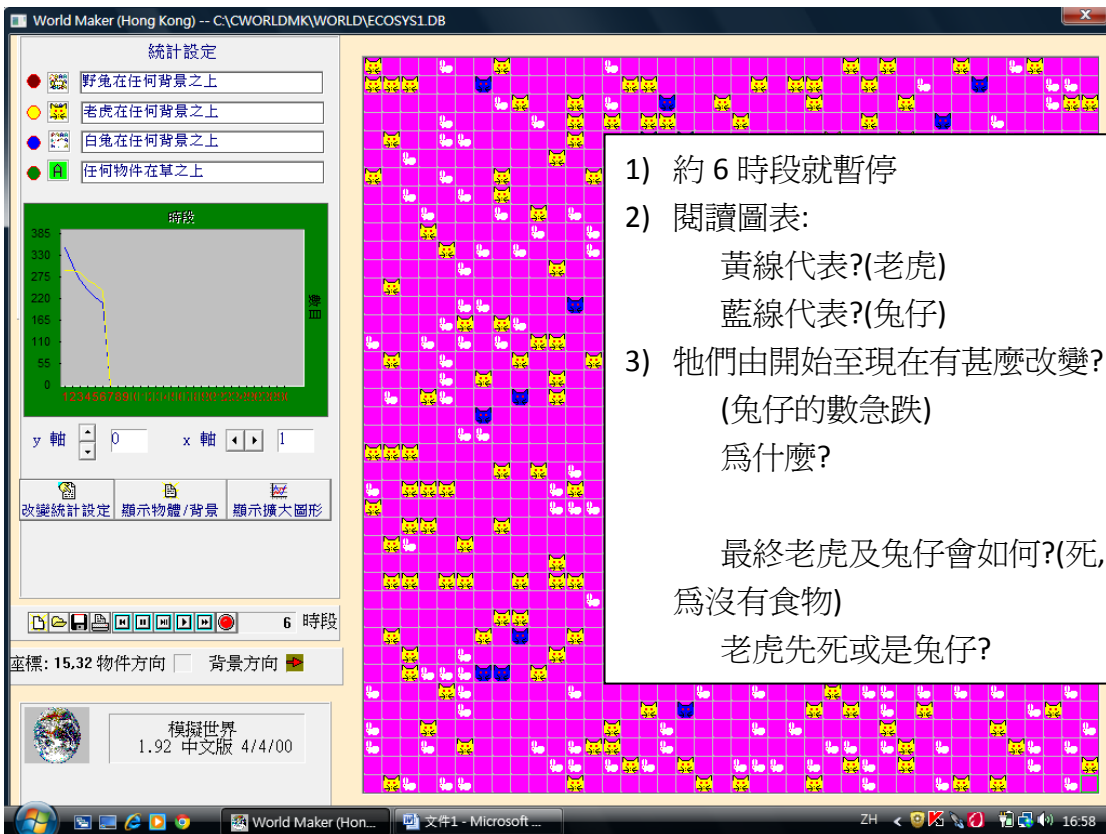 World Maker (Hong Kong) -- C:\CWORLDMK\WORLD\ECOSYS1.DB
統計設定
野兔在任何背景之上
老虎在任何背景之上
白兔在任何背景之上
A 任何物件在草之上
時段
385
330
275
220
165
110
55
0
數目
y 軸 0 x 軸 1
改變統計設定 顯示物體/背景 顯示擴大圖形
6 時段
座標: 15,32 物件方向 背景方向
模擬世界
1.92 中文版 4/4/00
1) 約 6 時段就暫停
2) 閱讀圖表:
黃線代表?(老虎)
藍線代表?(兔仔)
3) 牠們由開始至現在有甚麼改變?
(兔仔的數急跌)
爲什麼?
最終老虎及兔仔會如何?(死,
爲沒有食物)
老虎先死或是兔仔?
World Maker (Hon... 文件1 - Microsoft ... ZH 16:58